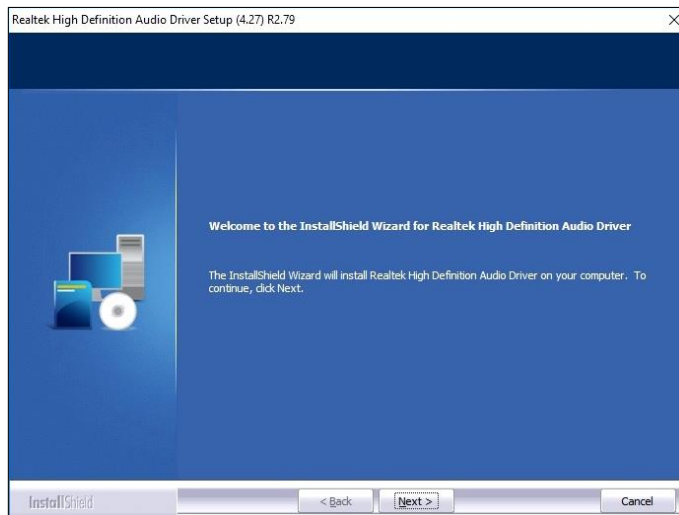 Realtek High Definition Audio Driver Setup (4.27) R2.79
Welcome to the InstallShield Wizard for Realtek High Definition Audio Driver
The InstallShield Wizard will install Realtek High Definition Audio Driver on your computer. To
continue, click Next.
InstallShield
< Back
Next >
Cancel